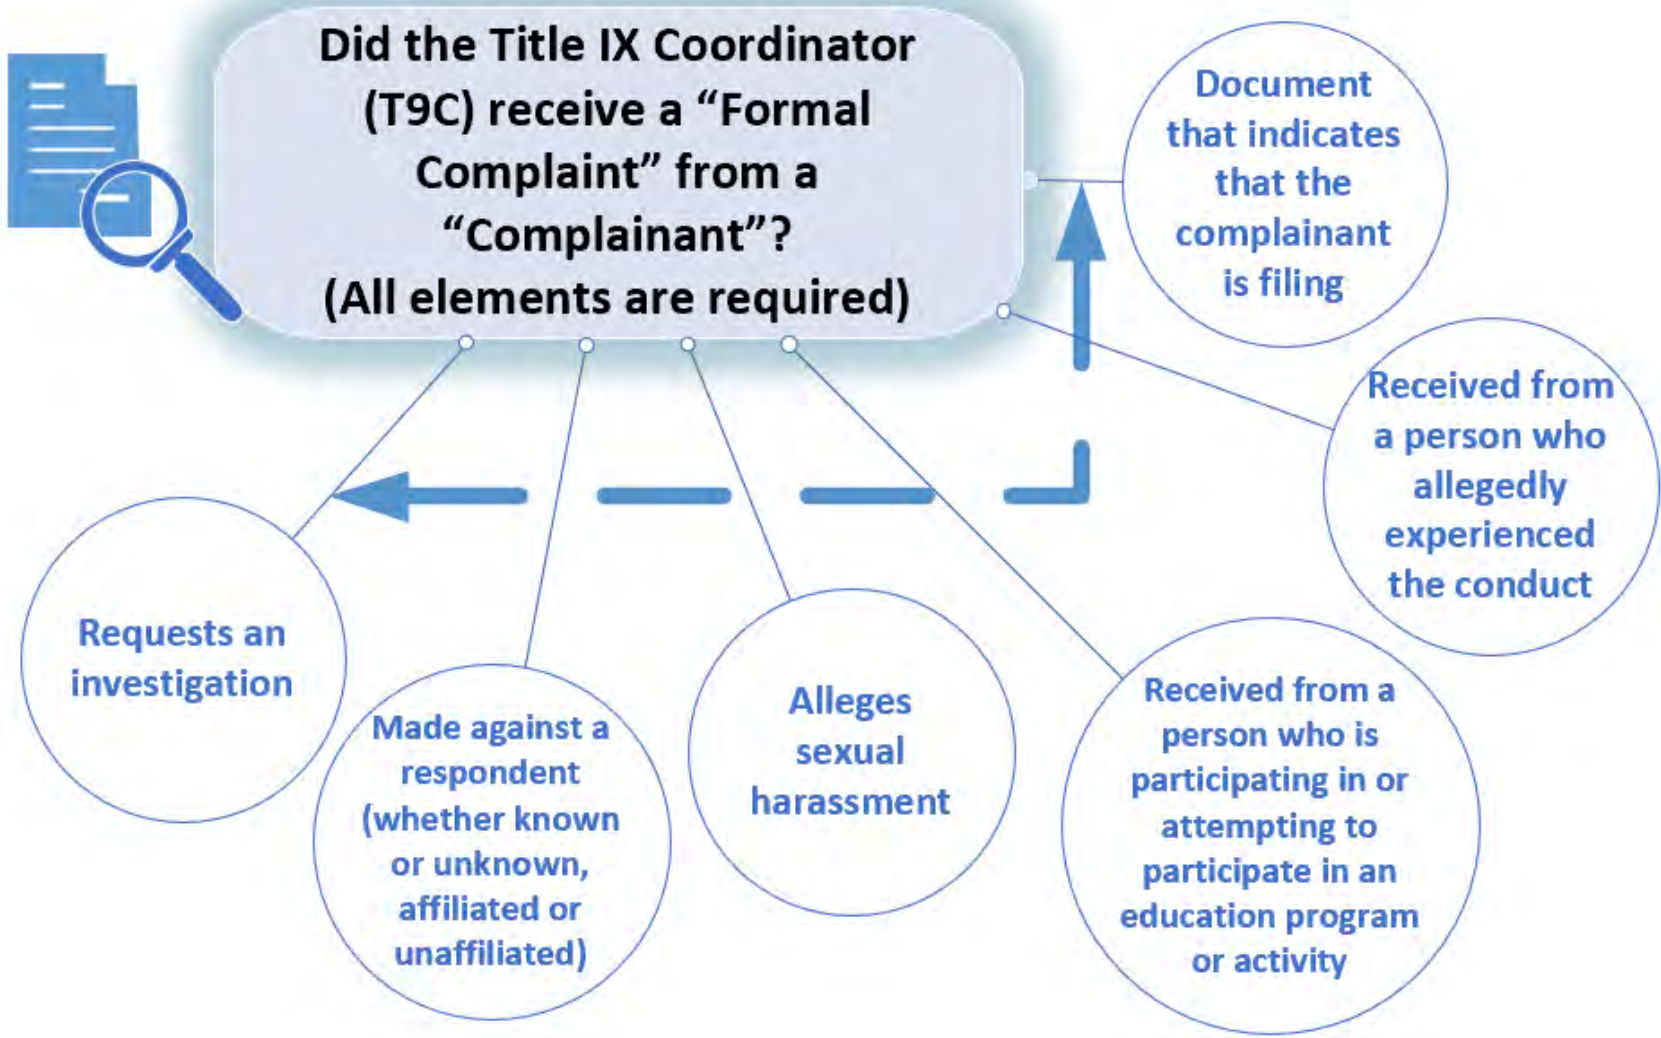 Did the Title IX Coordinator
(T9C) receive a “Formal
Complaint” from a
“Complainant”?
(All elements are required)
Document
that indicates
that the
complainant
is filing
Received from
a person who
allegedly
experienced
the conduct
Received from a
person who is
participating in or
attempting to
participate in an
education program
or activity
Alleges
sexual
harassment
Made against a
respondent
(whether known
or unknown,
affiliated or
unaffiliated)
Requests an
investigation